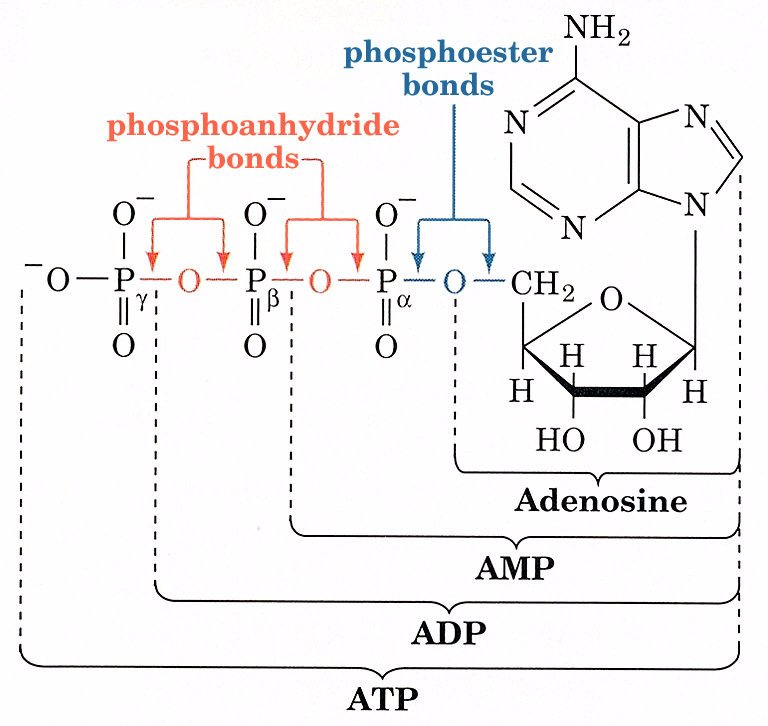 NH2
phosphoester
bonds
N
N
phosphoanhydride
bonds
N
N
O−
O−
O−
−O
P
γ
O
P
β
O
P
α
O
CH2
O
O
O
O
H
H
H
H
HO
OH
Adenosine
AMP
ADP
ATP